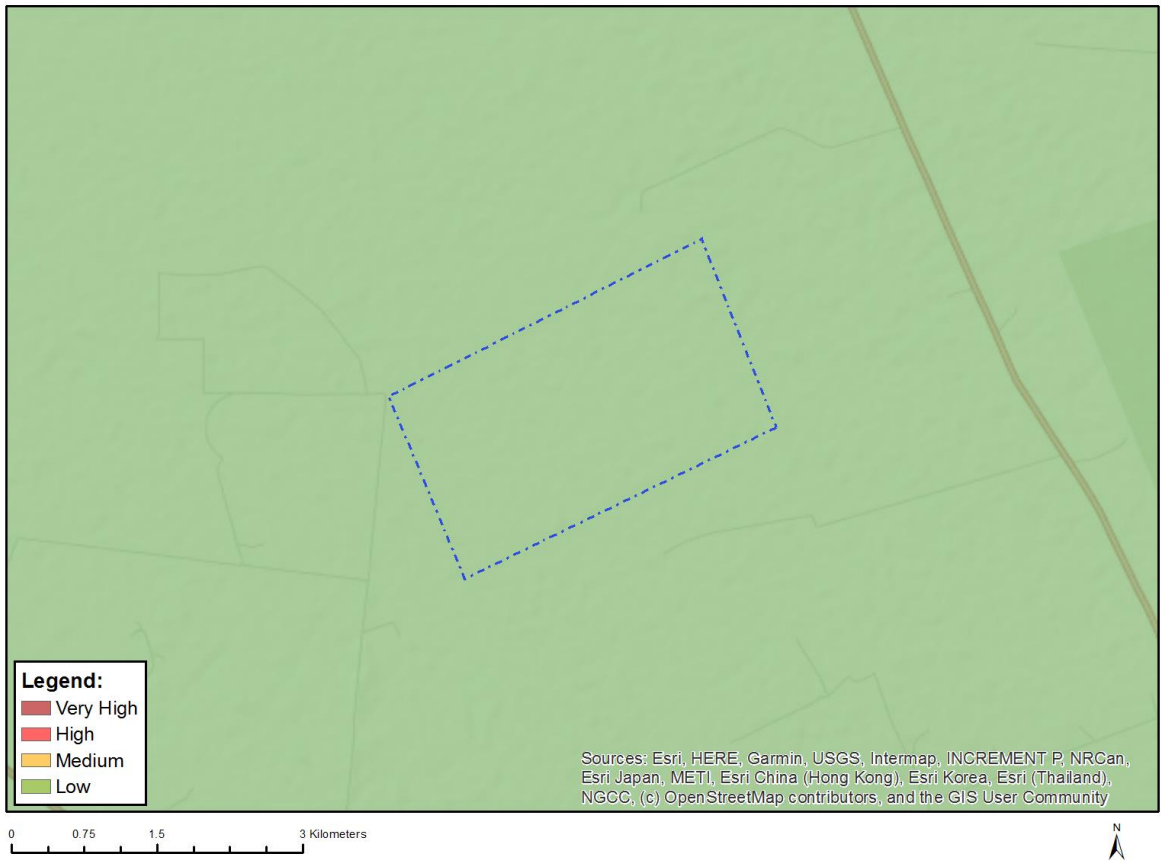 Legend:
Very High
High
Medium
Low
Sources: Esri, HERE, Garmin, USGS, Intermap, INCREMENT P, NRCan,
Esri Japan, METI, Esri China (Hong Kong), Esri Korea, Esri (Thailand),
NGCC, (c) OpenStreetMap contributors, and the GIS User Community
0 0.75 1.5 3 Kilometers
N